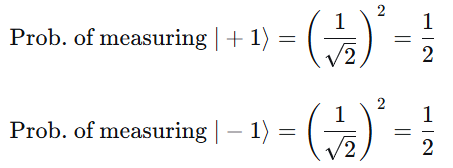 Prob. of measuring | + 1⟩ = (1/√2)² = 1/2
Prob. of measuring | − 1⟩ = (1/√2)² = 1/2